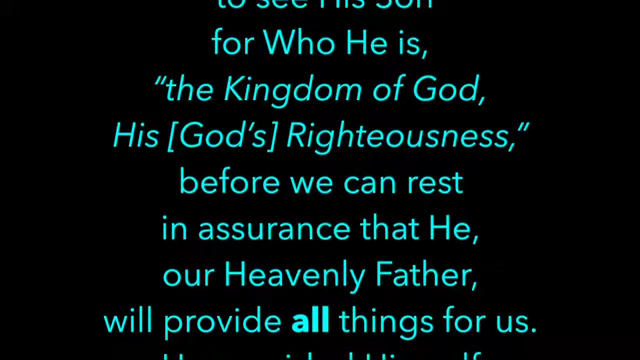 to see His Son
for Who He is,
“the Kingdom of God,
His [God’s] Righteousness,”
before we can rest
in assurance that He,
our Heavenly Father,
will provide all things for us.